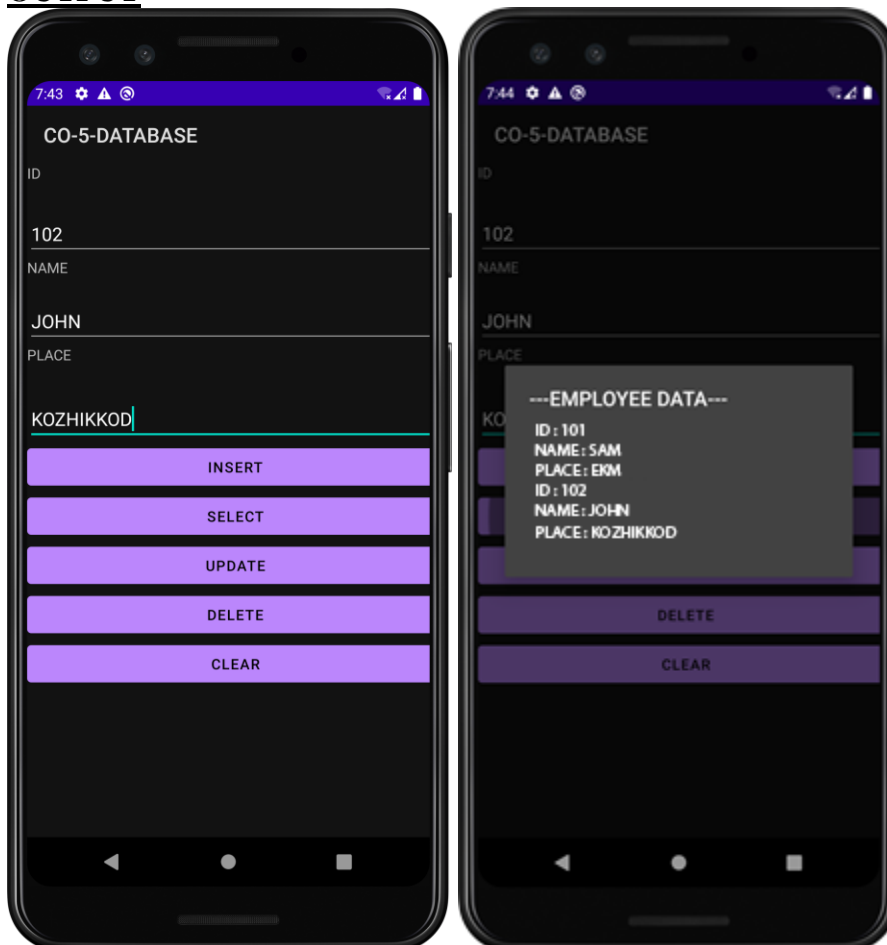 7:43
CO-5-DATABASE
ID
102
NAME
JOHN
PLACE
KOZHIKKOD
INSERT
SELECT
UPDATE
DELETE
CLEAR
7:44
CO-5-DATABASE
ID
102
NAME
JOHN
PLACE
KO
---EMPLOYEE DATA---
ID : 101
NAME : SAM
PLACE : EKM
ID : 102
NAME : JOHN
PLACE : KOZHIKKOD
DELETE
CLEAR